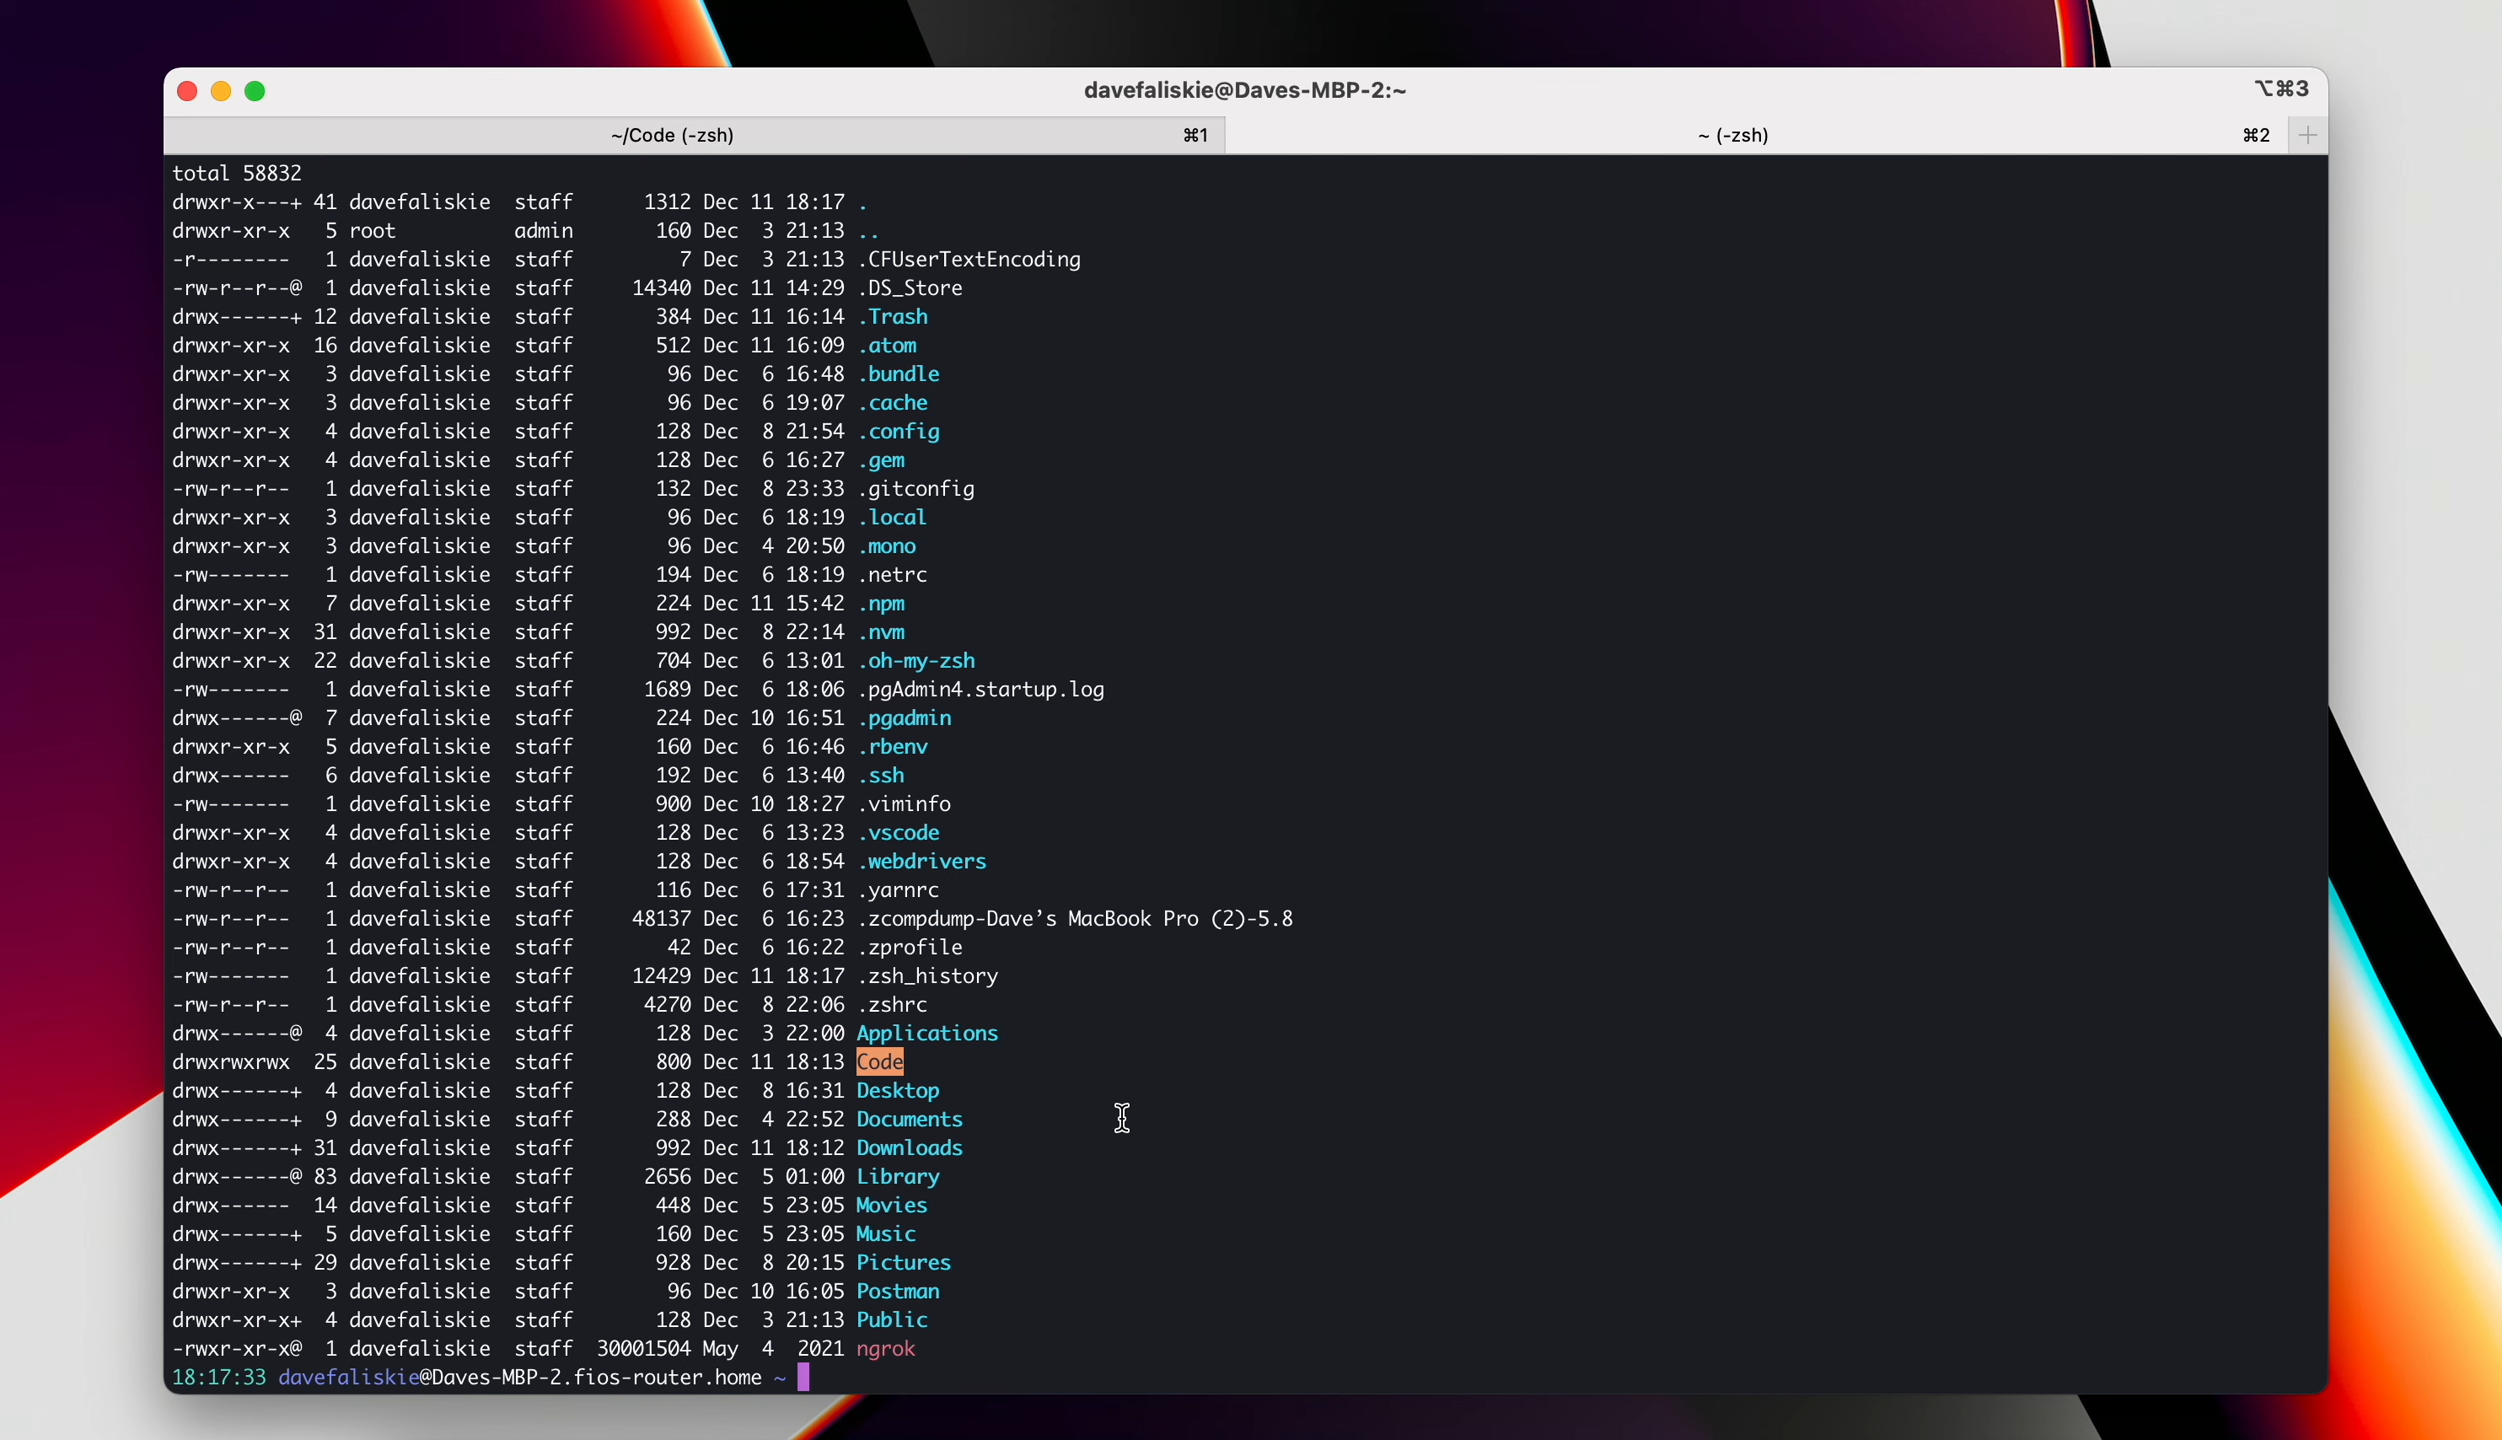 davefaliskie@Daves-MBP-2:~ ⌥⌘3
~/Code (-zsh) ⌘1 ~ (-zsh) ⌘2 +
total 58832
drwxr-x---+ 41 davefaliskie  staff      1312 Dec 11 18:17 .
drwxr-xr-x   5 root          admin       160 Dec  3 21:13 ..
-r--------   1 davefaliskie  staff         7 Dec  3 21:13 .CFUserTextEncoding
-rw-r--r--@  1 davefaliskie  staff     14340 Dec 11 14:29 .DS_Store
drwx------+ 12 davefaliskie  staff       384 Dec 11 16:14 .Trash
drwxr-xr-x  16 davefaliskie  staff       512 Dec 11 16:09 .atom
drwxr-xr-x   3 davefaliskie  staff        96 Dec  6 16:48 .bundle
drwxr-xr-x   3 davefaliskie  staff        96 Dec  6 19:07 .cache
drwxr-xr-x   4 davefaliskie  staff       128 Dec  8 21:54 .config
drwxr-xr-x   4 davefaliskie  staff       128 Dec  6 16:27 .gem
-rw-r--r--   1 davefaliskie  staff       132 Dec  8 23:33 .gitconfig
drwxr-xr-x   3 davefaliskie  staff        96 Dec  6 18:19 .local
drwxr-xr-x   3 davefaliskie  staff        96 Dec  4 20:50 .mono
-rw-------   1 davefaliskie  staff       194 Dec  6 18:19 .netrc
drwxr-xr-x   7 davefaliskie  staff       224 Dec 11 15:42 .npm
drwxr-xr-x  31 davefaliskie  staff       992 Dec  8 22:14 .nvm
drwxr-xr-x  22 davefaliskie  staff       704 Dec  6 13:01 .oh-my-zsh
-rw-------   1 davefaliskie  staff      1689 Dec  6 18:06 .pgAdmin4.startup.log
drwx------@  7 davefaliskie  staff       224 Dec 10 16:51 .pgadmin
drwxr-xr-x   5 davefaliskie  staff       160 Dec  6 16:46 .rbenv
drwx------   6 davefaliskie  staff       192 Dec  6 13:40 .ssh
-rw-------   1 davefaliskie  staff       900 Dec 10 18:27 .viminfo
drwxr-xr-x   4 davefaliskie  staff       128 Dec  6 13:23 .vscode
drwxr-xr-x   4 davefaliskie  staff       128 Dec  6 18:54 .webdrivers
-rw-r--r--   1 davefaliskie  staff       116 Dec  6 17:31 .yarnrc
-rw-r--r--   1 davefaliskie  staff     48137 Dec  6 16:23 .zcompdump-Dave’s MacBook Pro (2)-5.8
-rw-r--r--   1 davefaliskie  staff        42 Dec  6 16:22 .zprofile
-rw-------   1 davefaliskie  staff     12429 Dec 11 18:17 .zsh_history
-rw-r--r--   1 davefaliskie  staff      4270 Dec  8 22:06 .zshrc
drwx------@  4 davefaliskie  staff       128 Dec  3 22:00 Applications
drwxrwxrwx  25 davefaliskie  staff       800 Dec 11 18:13 Code
drwx------+  4 davefaliskie  staff       128 Dec  8 16:31 Desktop
drwx------+  9 davefaliskie  staff       288 Dec  4 22:52 Documents
drwx------+ 31 davefaliskie  staff       992 Dec 11 18:12 Downloads
drwx------@ 83 davefaliskie  staff      2656 Dec  5 01:00 Library
drwx------  14 davefaliskie  staff       448 Dec  5 23:05 Movies
drwx------+  5 davefaliskie  staff       160 Dec  5 23:05 Music
drwx------+ 29 davefaliskie  staff       928 Dec  8 20:15 Pictures
drwxr-xr-x   3 davefaliskie  staff        96 Dec 10 16:05 Postman
drwxr-xr-x+  4 davefaliskie  staff       128 Dec  3 21:13 Public
-rwxr-xr-x@  1 davefaliskie  staff  30001504 May  4  2021 ngrok
18:17:33 davefaliskie@Daves-MBP-2.fios-router.home ~